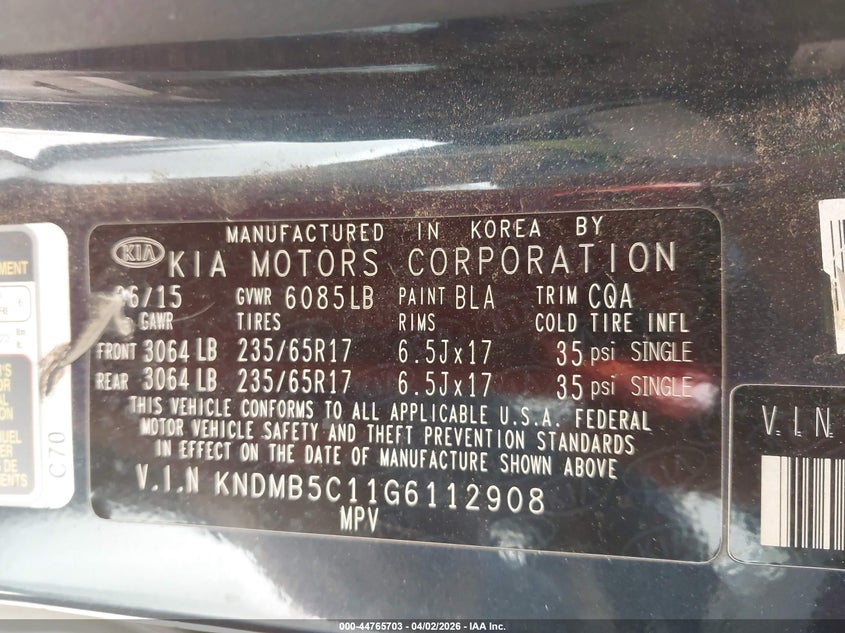 MANUFACTURED IN KOREA BY
KIA KIA MOTORS CORPORATION
06/15 GVWR 6085LB PAINT BLA TRIM CQA
GAWR TIRES RIMS COLD TIRE INFL
FRONT 3064 LB 235/65R17 6.5Jx17 35 psi SINGLE
REAR 3064 LB 235/65R17 6.5Jx17 35 psi SINGLE
THIS VEHICLE CONFORMS TO ALL APPLICABLE U.S.A. FEDERAL
MOTOR VEHICLE SAFETY AND THEFT PREVENTION STANDARDS
IN EFFECT ON THE DATE OF MANUFACTURE SHOWN ABOVE
V.I.N KNDMB5C11G6112908
MPV
C70
V.I.N
000-44765703 - 04/02/2026 - IAA Inc.